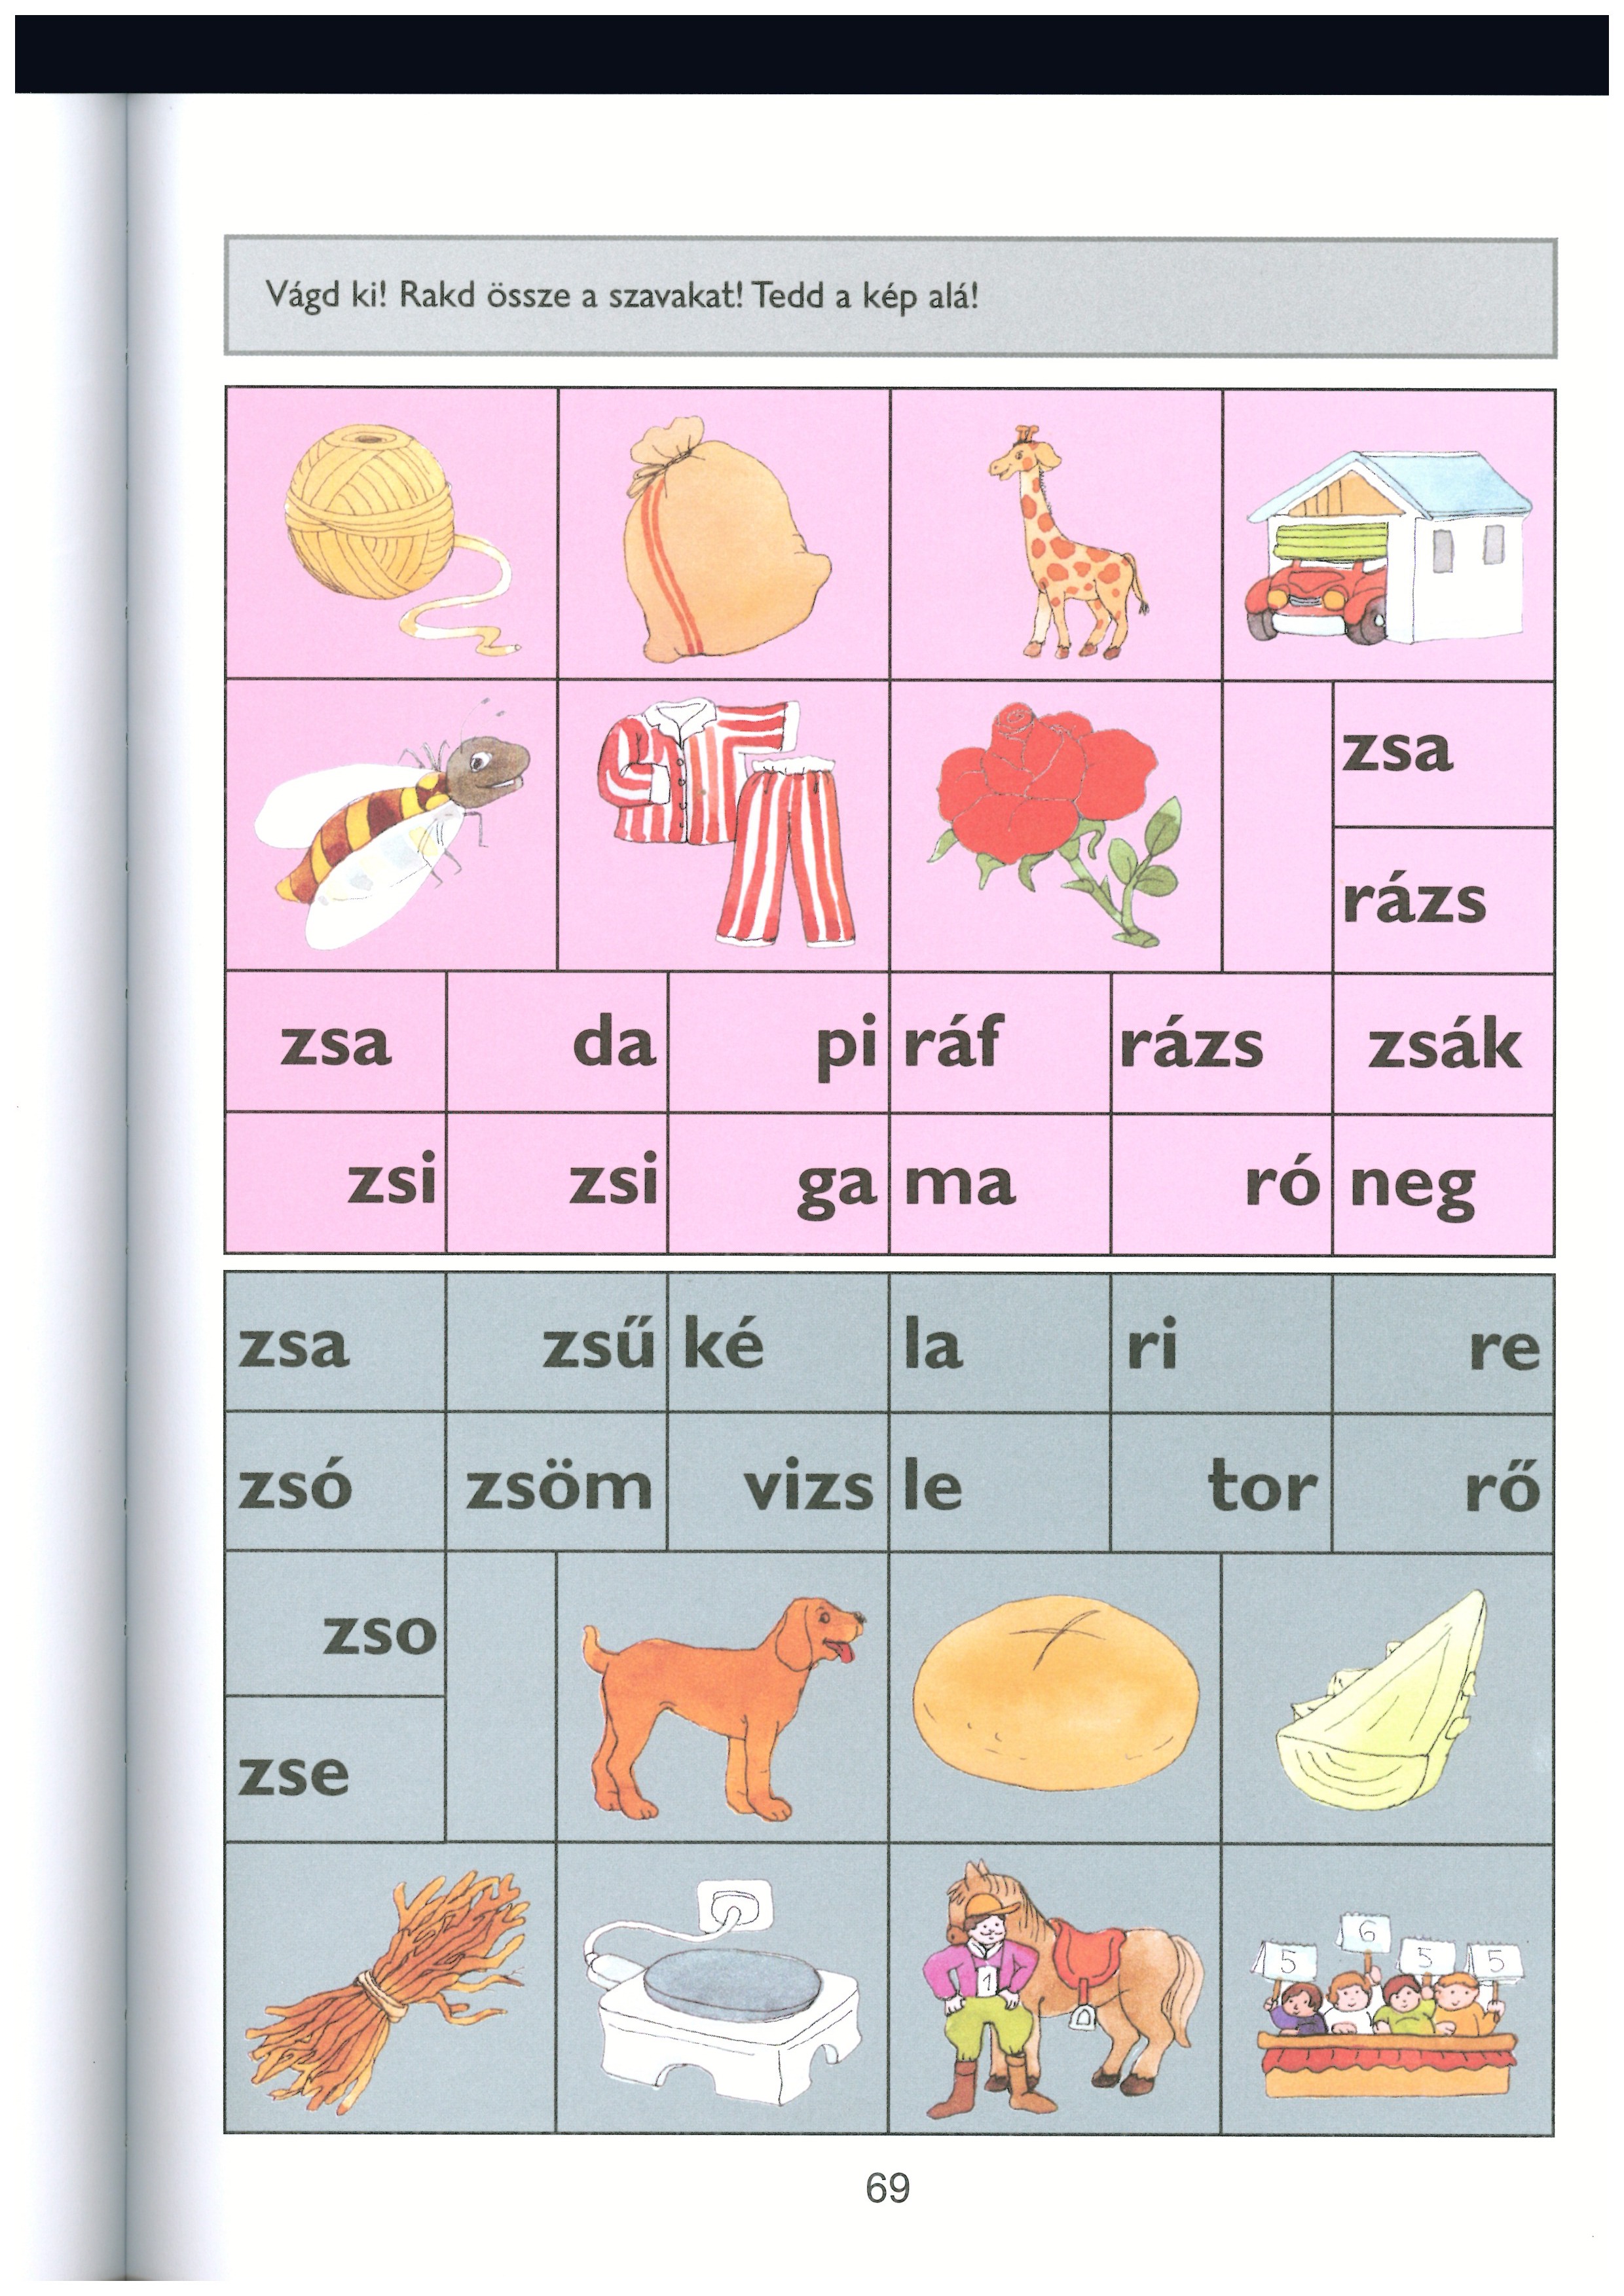 Vágd ki! Rakd össze a szavakat! Tedd a kép alá!
zsa
rázs
zsa da pi ráf rázs zsák
zsi zsi ga ma ró neg
zsa zsű ké la ri re
zsó zsöm vizs le tor rő
zso
zse
1
5 6 5 5
69